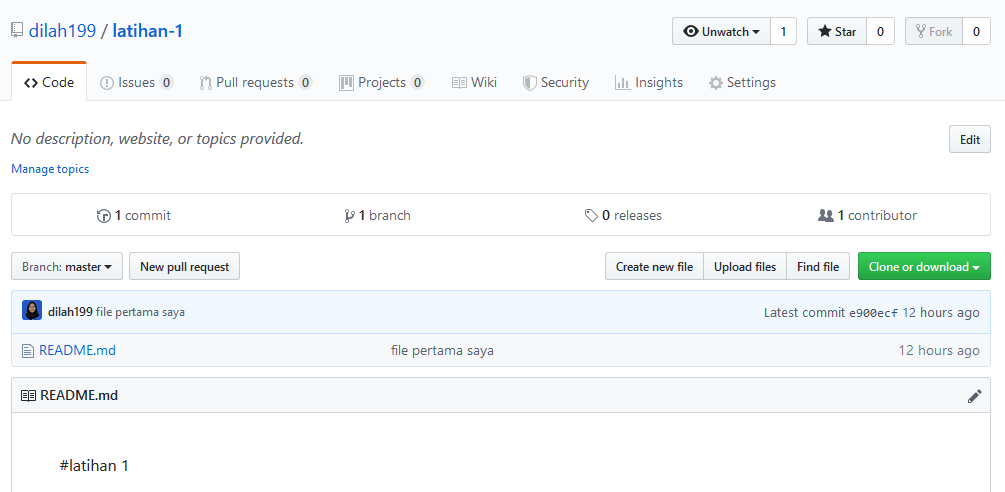 dilah199 / latihan-1 Unwatch 1 Star 0 Fork 0
Code Issues 0 Pull requests 0 Projects 0 Wiki Security Insights Settings
No description, website, or topics provided. Edit
Manage topics
1 commit 1 branch 0 releases 1 contributor
Branch: master New pull request Create new file Upload files Find file Clone or download
dilah199 file pertama saya Latest commit e900ecf 12 hours ago
README.md file pertama saya 12 hours ago
README.md
#latihan 1